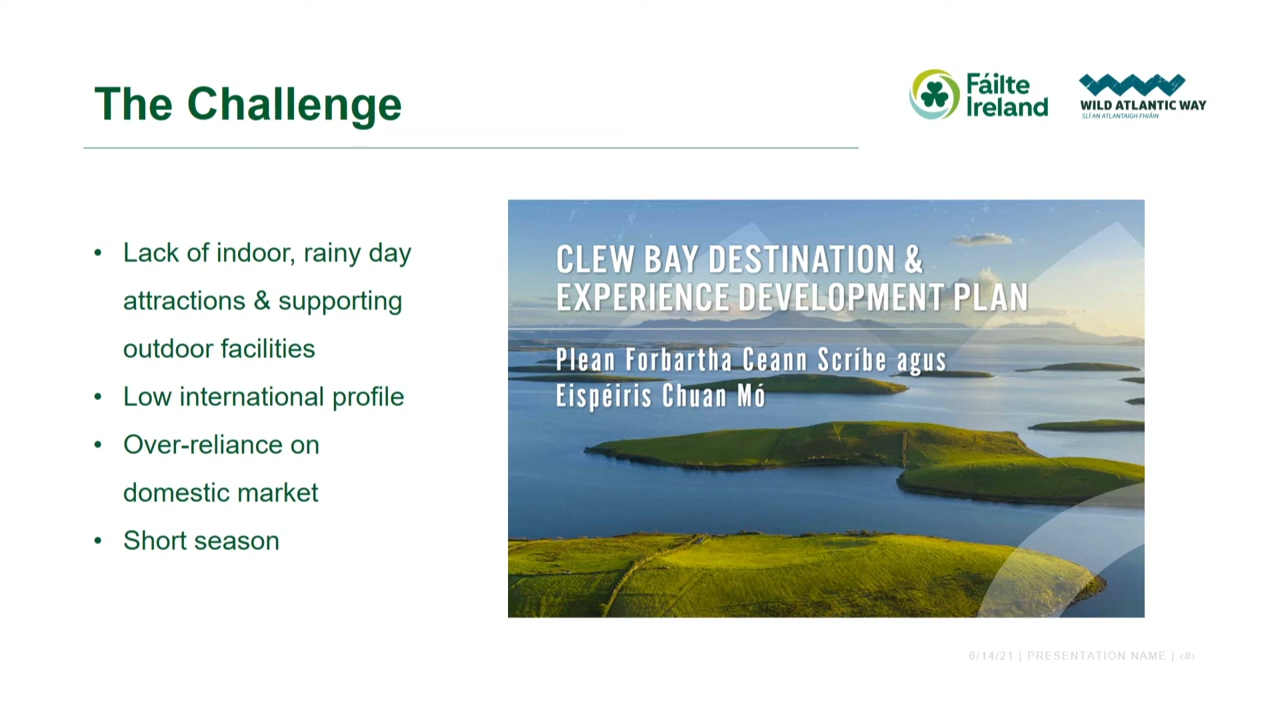 The Challenge
Fáilte
Ireland
WILD ATLANTIC WAY
SLÍ AN ATLANTAIGH FHIÁIN
• Lack of indoor, rainy day
attractions & supporting
outdoor facilities
• Low international profile
• Over-reliance on
domestic market
• Short season
CLEW BAY DESTINATION &
EXPERIENCE DEVELOPMENT PLAN
Plean Forbartha Ceann Scríbe agus
Eispéiris Chuan Mó
6/14/21 | PRESENTATION NAME | ‹#›